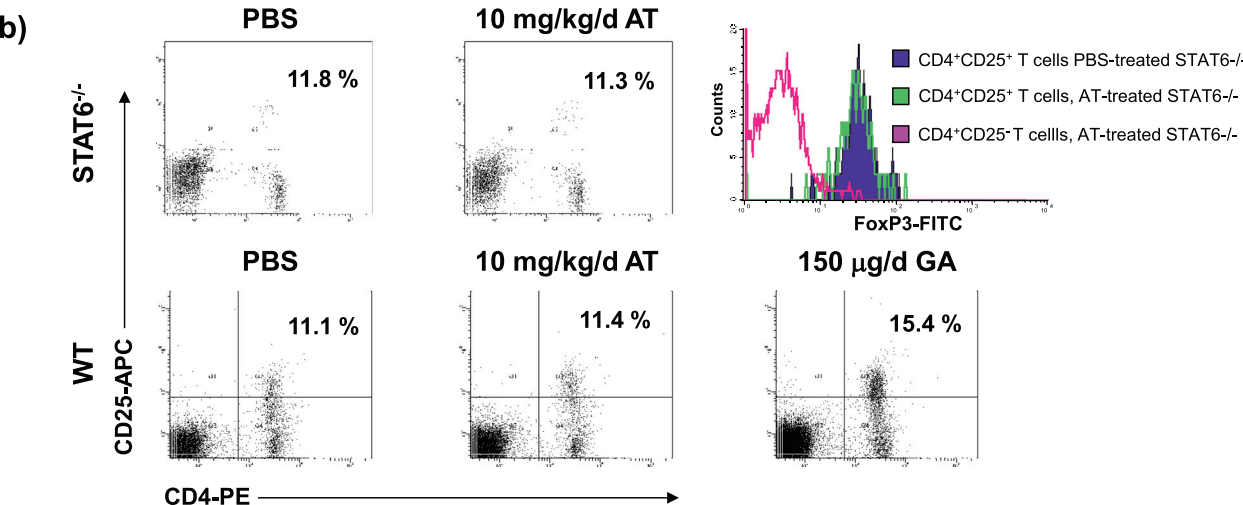 b)
PBS
10 mg/kg/d AT
STAT6-/-
11.8 %
11.3 %
Counts
CD4+CD25+ T cells PBS-treated STAT6-/-
CD4+CD25+ T cells, AT-treated STAT6-/-
CD4+CD25- T cellls, AT-treated STAT6-/-
FoxP3-FITC
PBS
10 mg/kg/d AT
150 µg/d GA
WT
CD25-APC
11.1 %
11.4 %
15.4 %
CD4-PE